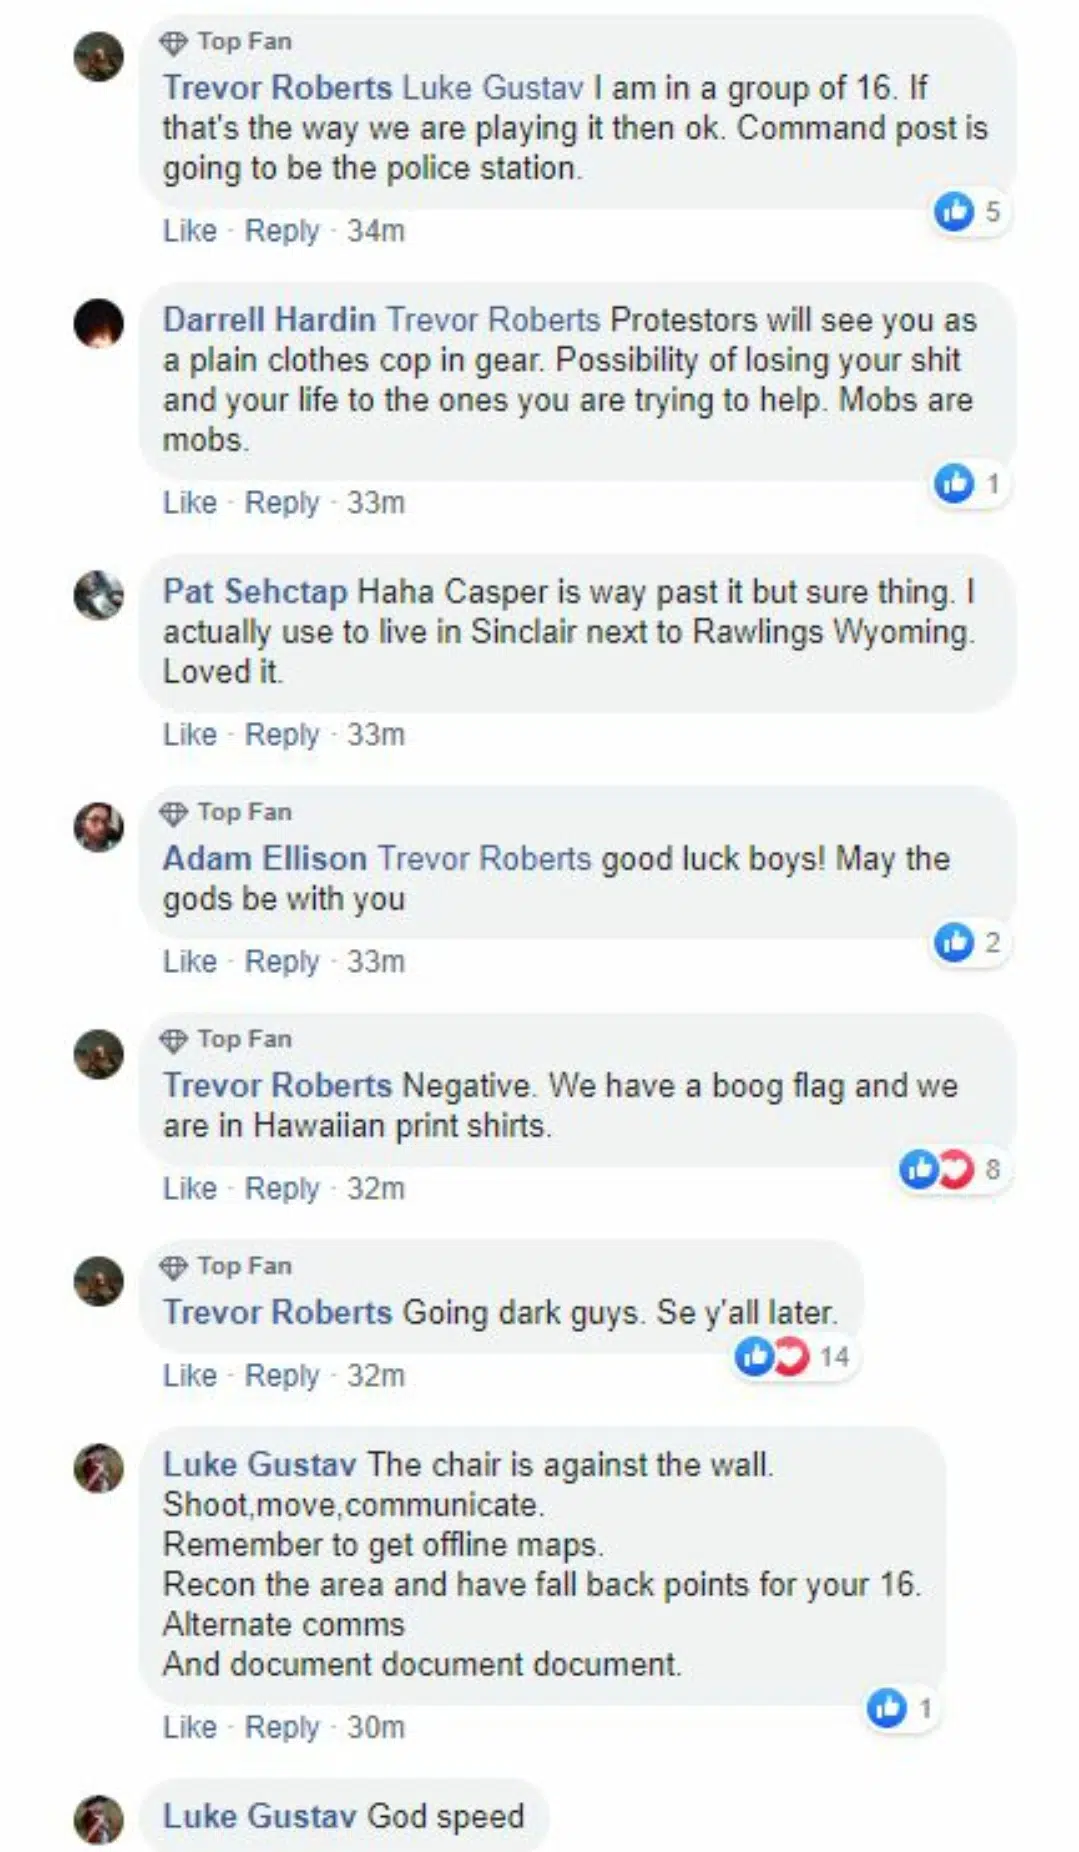 Top Fan
Trevor Roberts Luke Gustav I am in a group of 16. If
that's the way we are playing it then ok. Command post is
going to be the police station.
5
Like · Reply · 34m
Darrell Hardin Trevor Roberts Protestors will see you as
a plain clothes cop in gear. Possibility of losing your shit
and your life to the ones you are trying to help. Mobs are
mobs.
1
Like · Reply · 33m
Pat Sehctap Haha Casper is way past it but sure thing. I
actually use to live in Sinclair next to Rawlings Wyoming.
Loved it.
Like · Reply · 33m
Top Fan
Adam Ellison Trevor Roberts good luck boys! May the
gods be with you
2
Like · Reply · 33m
Top Fan
Trevor Roberts Negative. We have a boog flag and we
are in Hawaiian print shirts.
8
Like · Reply · 32m
Top Fan
Trevor Roberts Going dark guys. Se y'all later.
14
Like · Reply · 32m
Luke Gustav The chair is against the wall.
Shoot,move,communicate.
Remember to get offline maps.
Recon the area and have fall back points for your 16.
Alternate comms
And document document document.
1
Like · Reply · 30m
Luke Gustav God speed